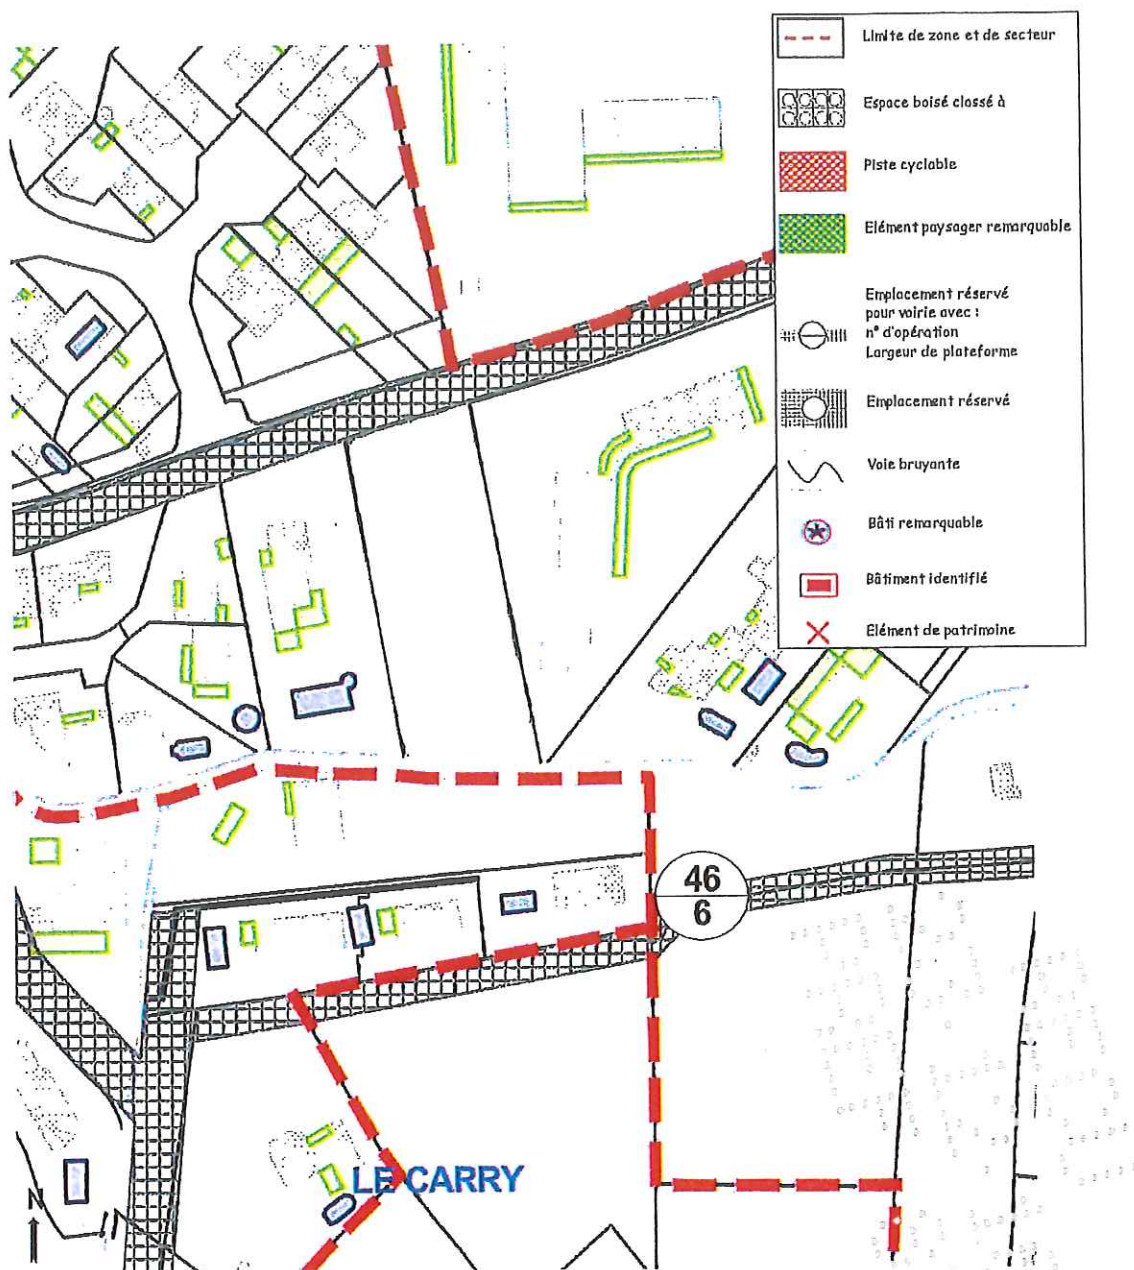 Limite de zone et de secteur
Espace boisé classé à
Piste cyclable
Elément paysager remarquable
Emplacement réservé
pour voirie avec :
n° d'opération
Largeur de plateforme
Emplacement réservé
Voie bruyante
Bâti remarquable
Bâtiment identifié
Elément de patrimoine
46
6
LE CARRY
N